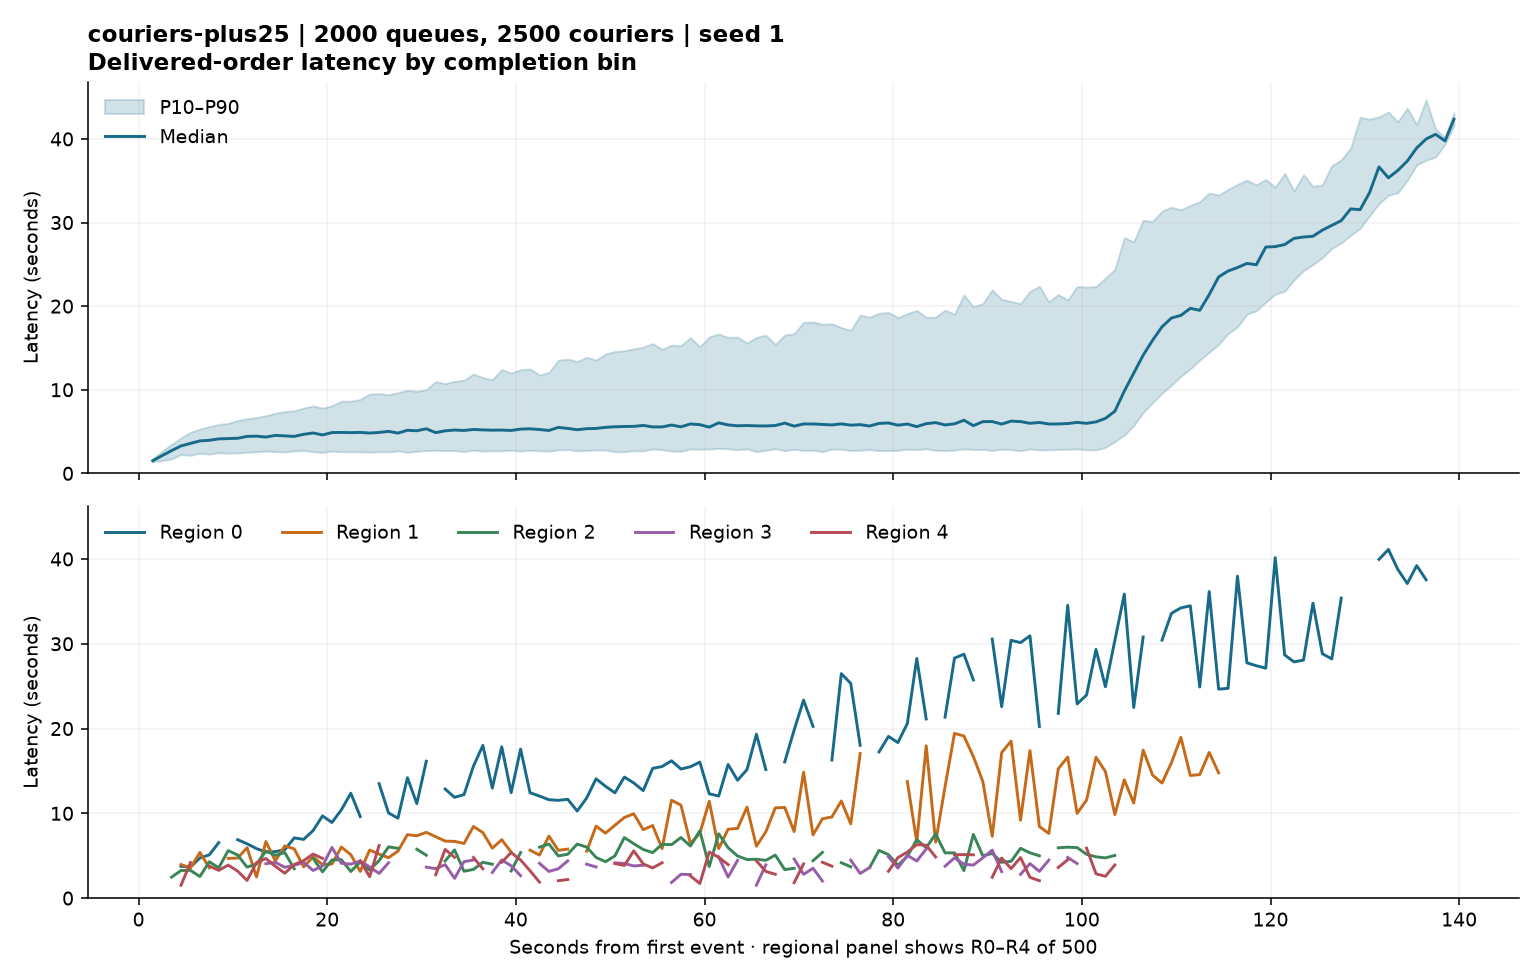 couriers-plus25 | 2000 queues, 2500 couriers | seed 1
Delivered-order latency by completion bin
P10–P90
Median
Latency (seconds)
40
30
20
10
0
Region 0
Region 1
Region 2
Region 3
Region 4
Latency (seconds)
40
30
20
10
0
0 20 40 60 80 100 120 140
Seconds from first event · regional panel shows R0–R4 of 500